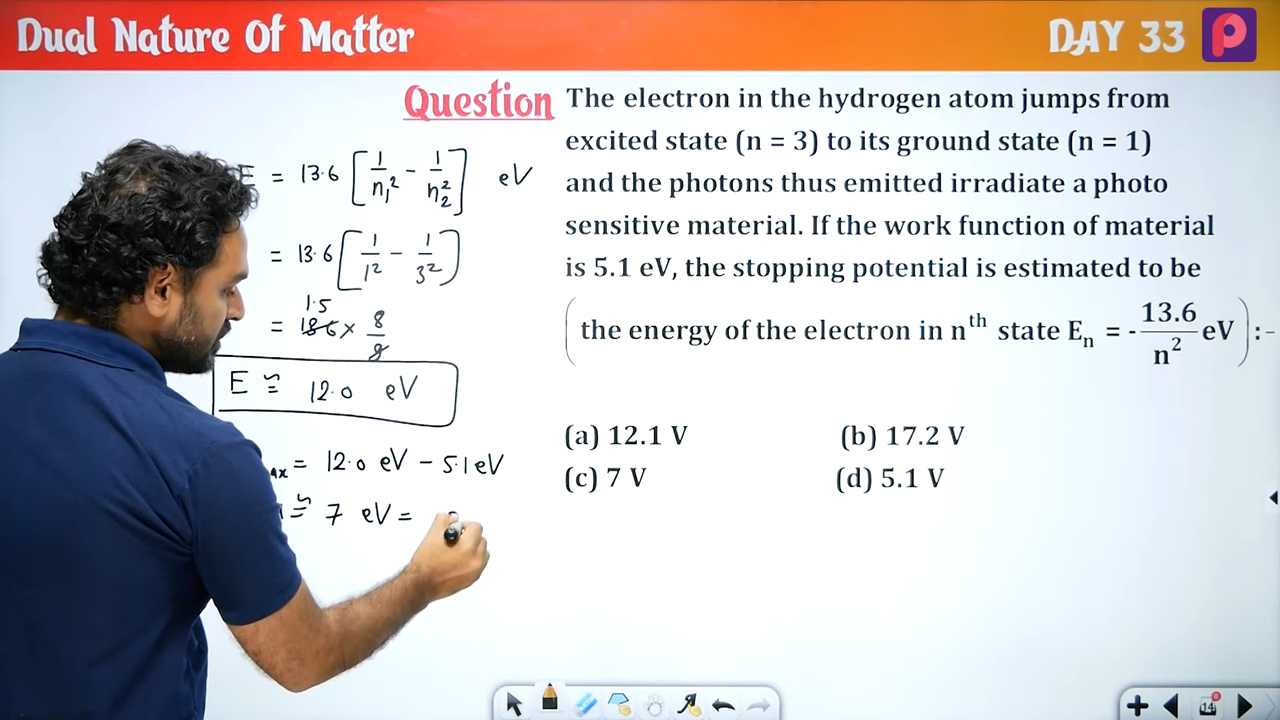 Dual Nature Of Matter
DAY 33
Question
The electron in the hydrogen atom jumps from
excited state (n = 3) to its ground state (n = 1)
and the photons thus emitted irradiate a photo
sensitive material. If the work function of material
is 5.1 eV, the stopping potential is estimated to be
(the energy of the electron in nᵗʰ state Eₙ = -13.6/n² eV) :-
(a) 12.1 V (b) 17.2 V
(c) 7 V (d) 5.1 V
E = 13.6 [1/n₁² - 1/n₂²] eV
= 13.6 [1/1² - 1/3²]
1.5
= 13.6 × 8/9
E ≅ 12.0 eV
= 12.0 eV - 5.1 eV
≅ 7 eV =
14